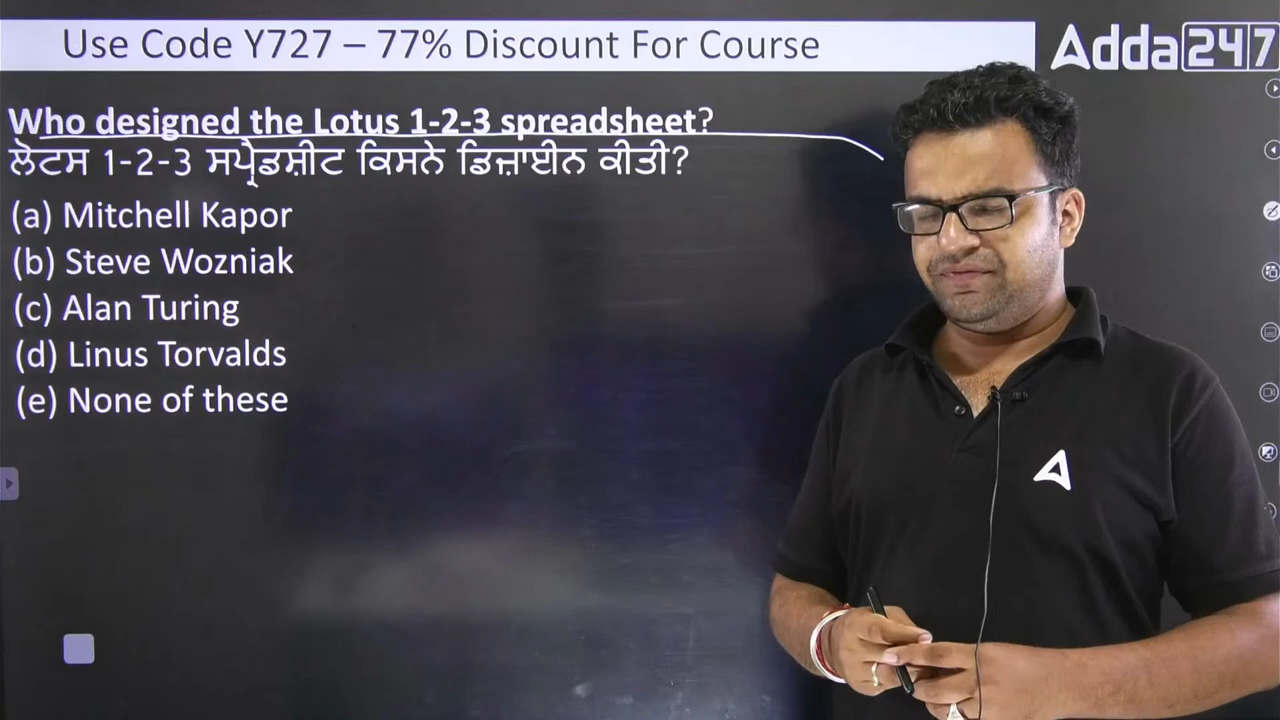 Use Code Y727 – 77% Discount For Course
Adda247
Who designed the Lotus 1-2-3 spreadsheet?
ਲੋਟਸ 1-2-3 ਸਪ੍ਰੈਡਸ਼ੀਟ ਕਿਸਨੇ ਡਿਜ਼ਾਈਨ ਕੀਤੀ?
(a) Mitchell Kapor
(b) Steve Wozniak
(c) Alan Turing
(d) Linus Torvalds
(e) None of these